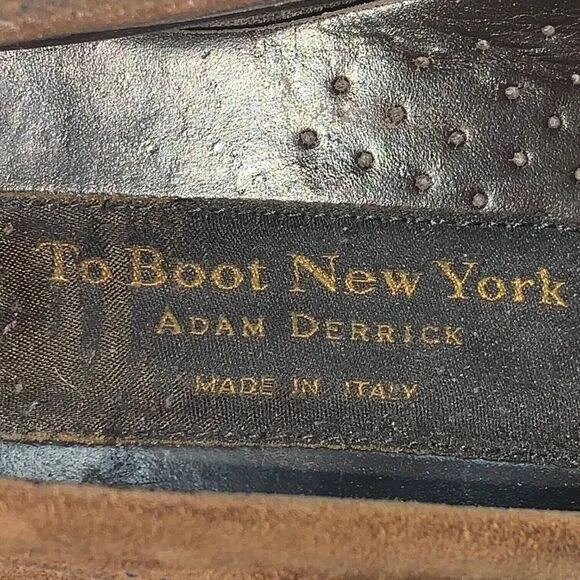 To Boot New York
ADAM DERRICK
MADE IN ITALY